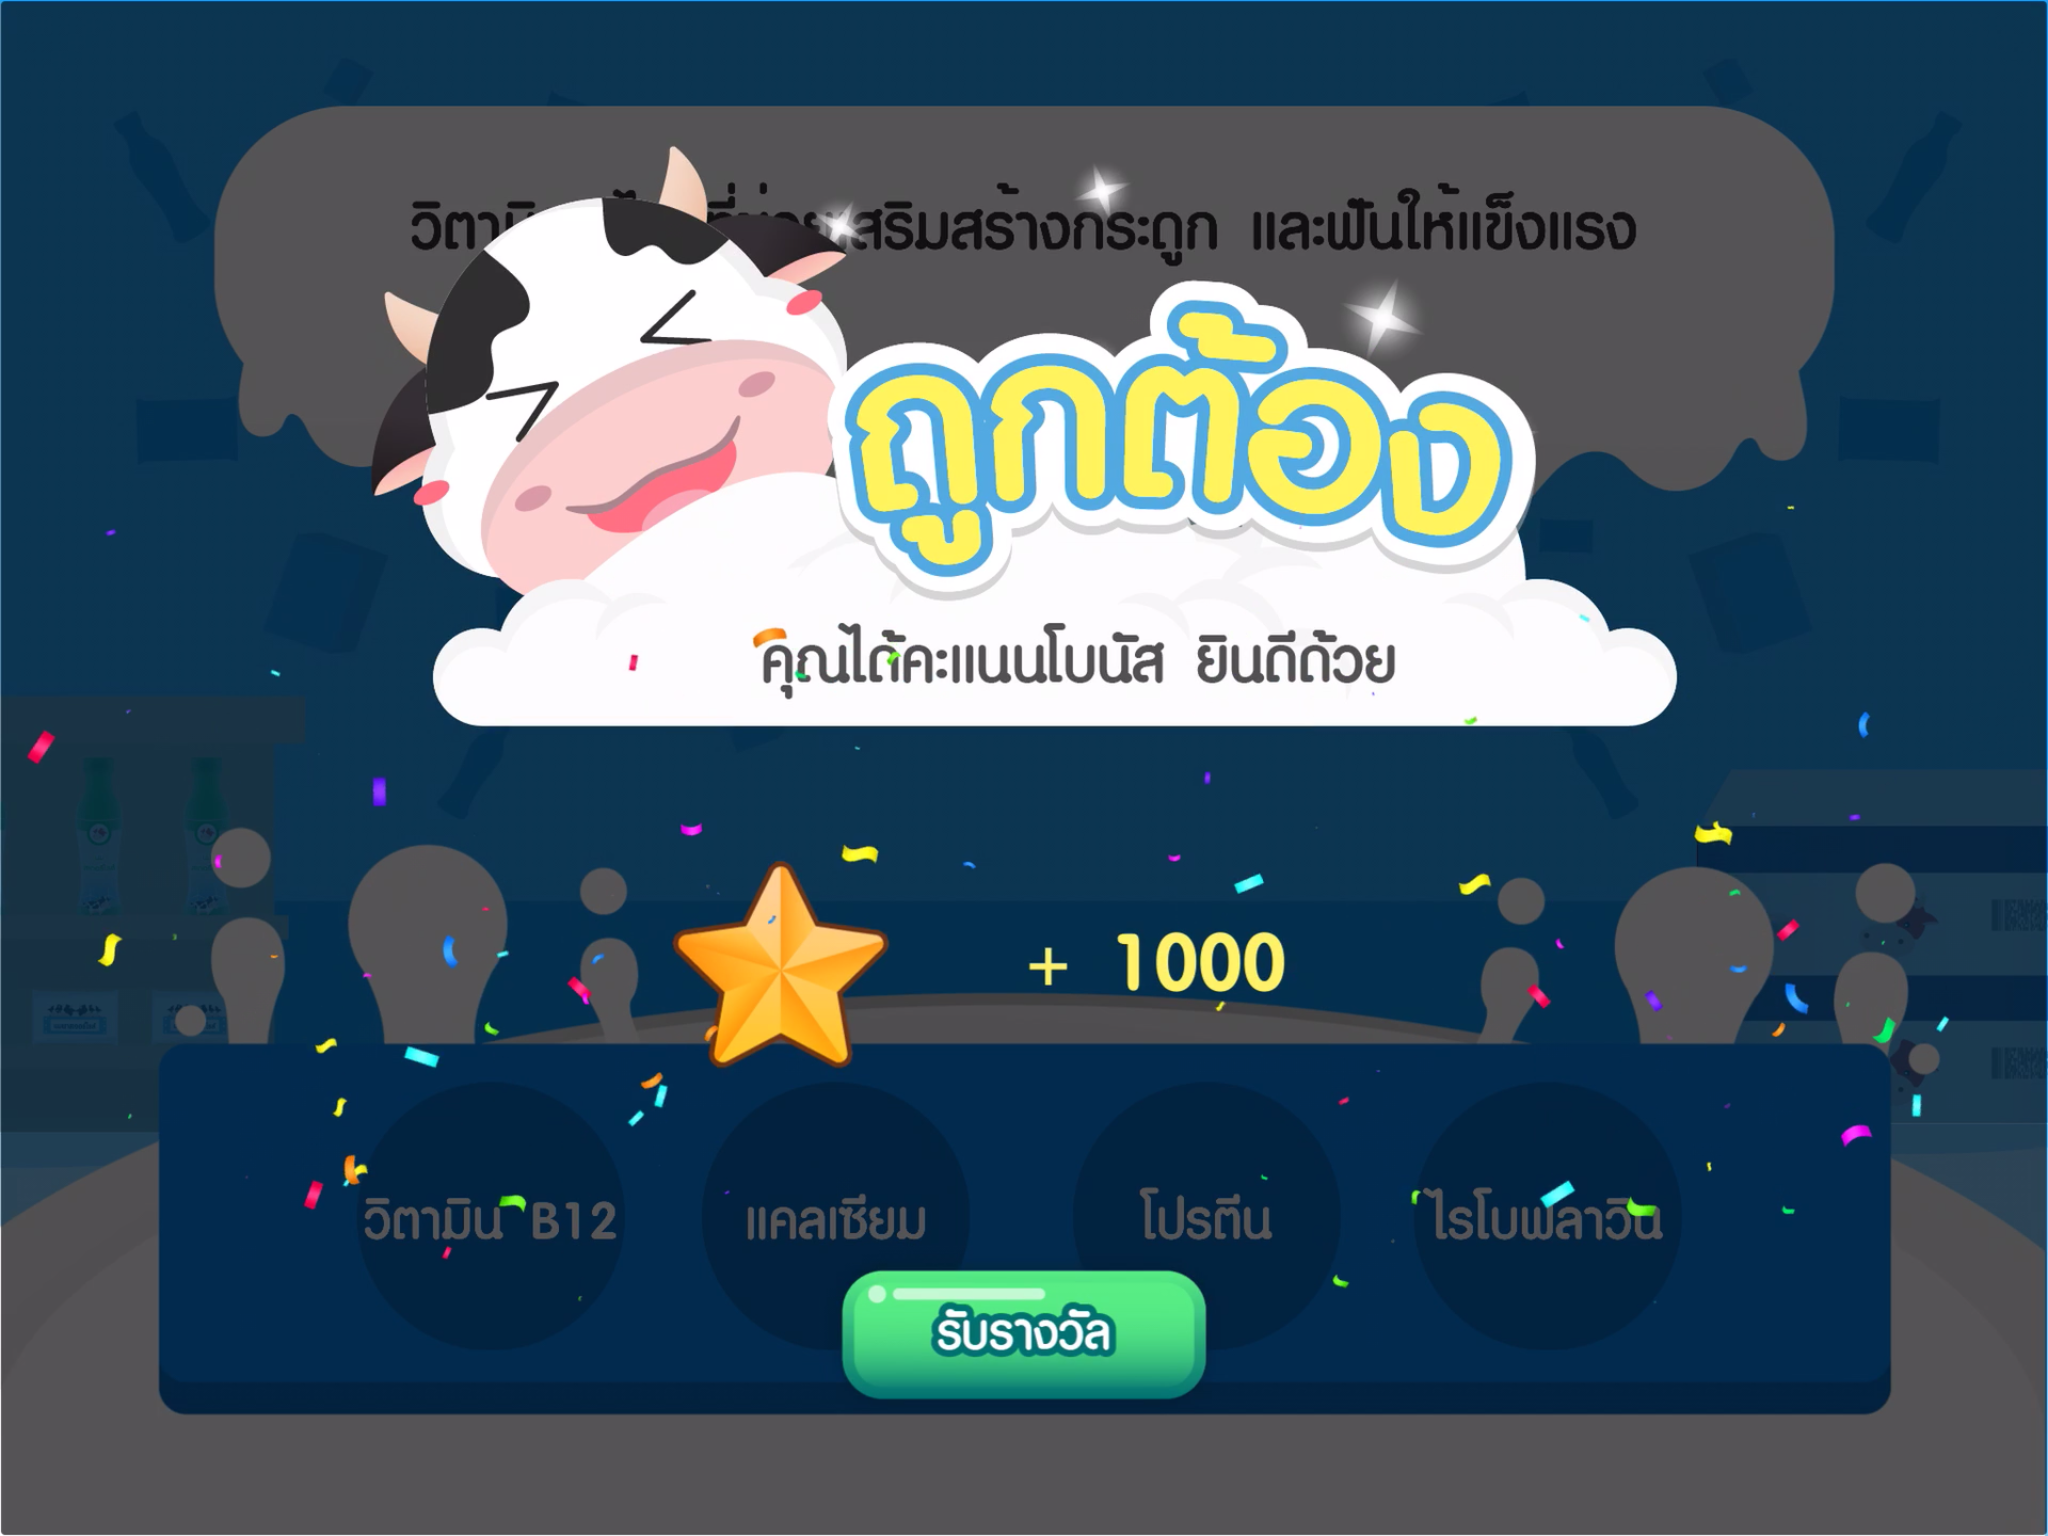 เสริมสร้างกระดูก และฟันให้แข็งแรง
ถูกต้อง
คุณได้คะแนนโบนัส ยินดีด้วย
+ 1000
วิตามิน B12
แคลเซียม
โปรตีน
ไรโบฟลาวิน
รับรางวัล